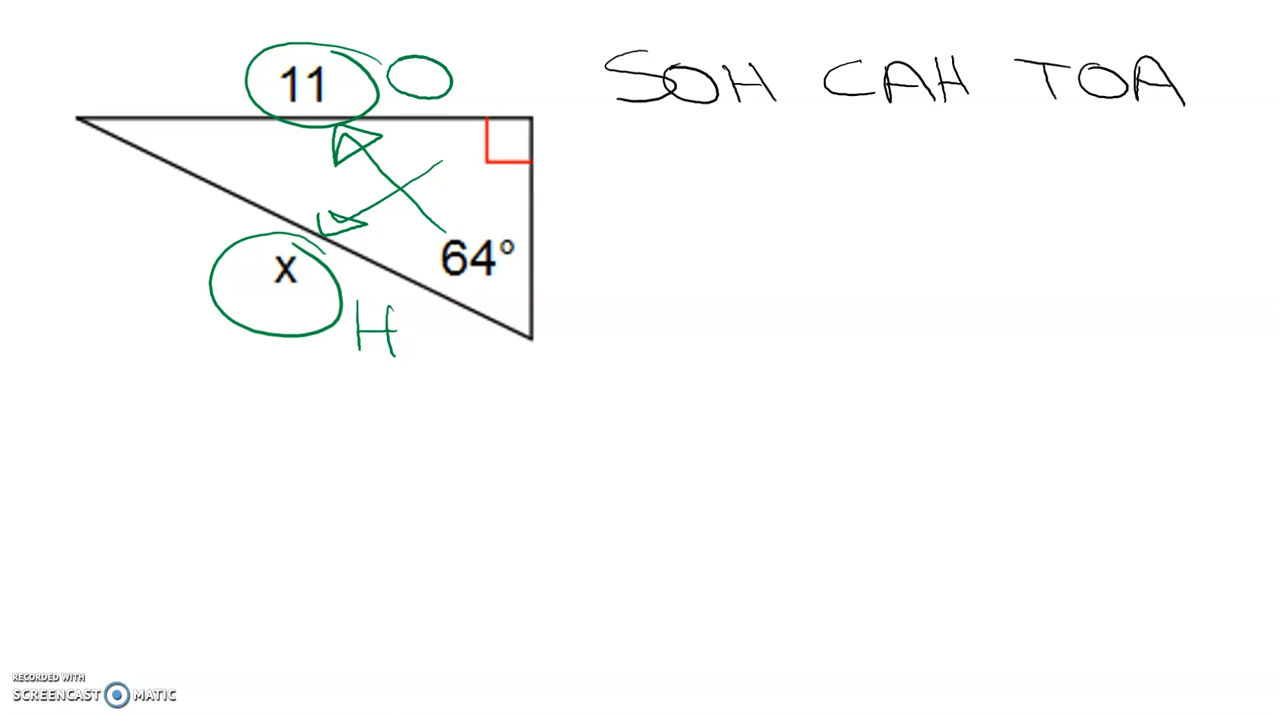 11 O SOH CAH TOA
x
64°
H
RECORDED WITH
SCREENCAST MATIC